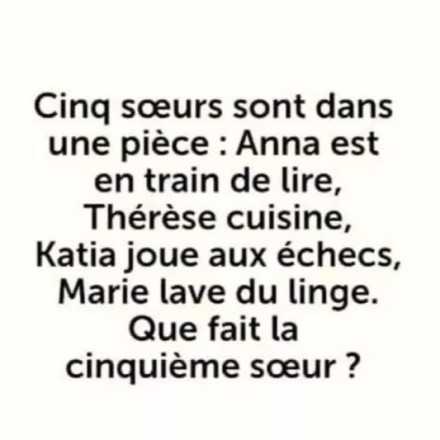 Cinq sœurs sont dans
une pièce : Anna est
en train de lire,
Thérèse cuisine,
Katia joue aux échecs,
Marie lave du linge.
Que fait la
cinquième sœur ?